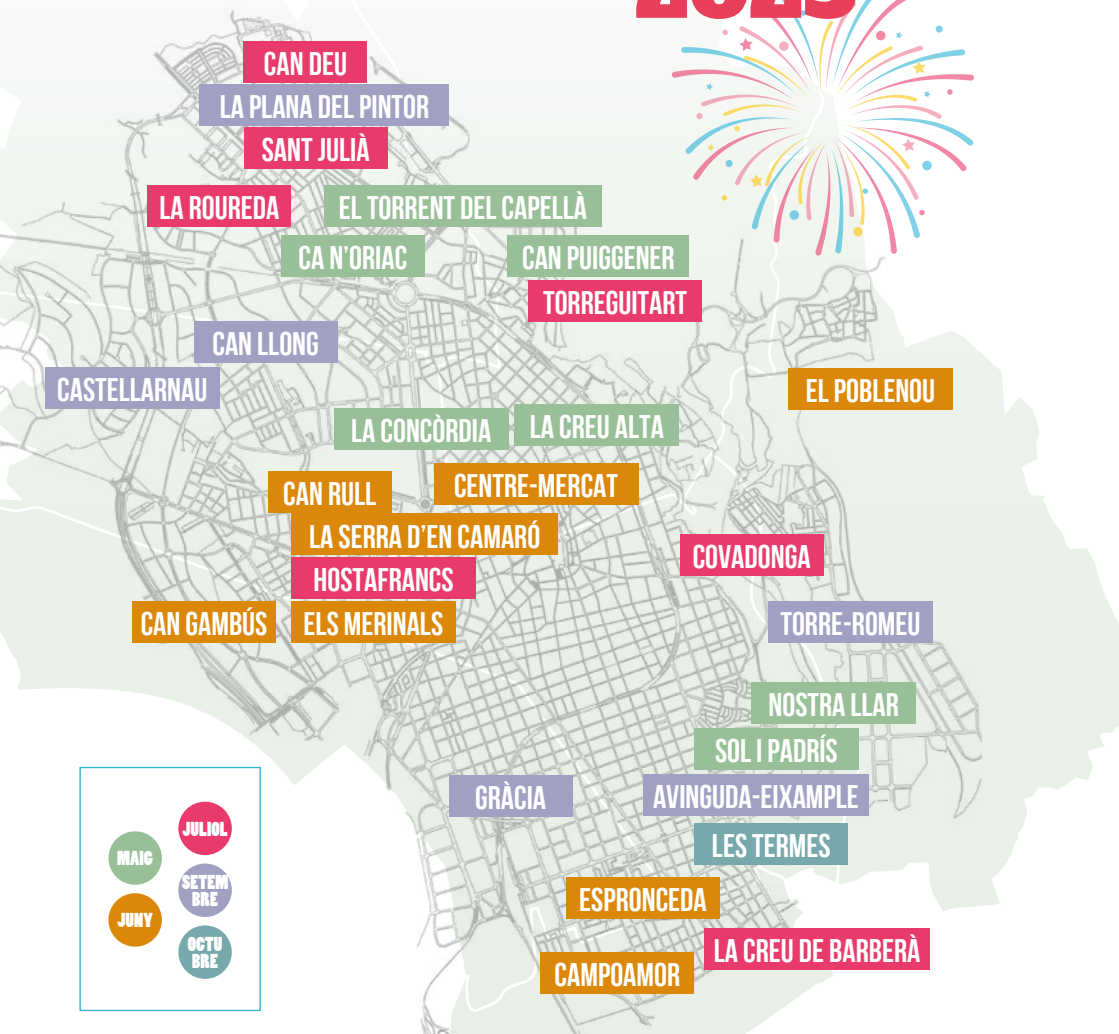 2023
CAN DEU
LA PLANA DEL PINTOR
SANT JULIÀ
LA ROUREDA
EL TORRENT DEL CAPELLÀ
CA N'ORIAC
CAN PUIGGENER
TORREGUITART
CAN LLONG
CASTELLARNAU
EL POBLENOU
LA CONCÒRDIA
LA CREU ALTA
CAN RULL
CENTRE-MERCAT
LA SERRA D'EN CAMARÓ
COVADONGA
HOSTAFRANCS
CAN GAMBÚS
ELS MERINALS
TORRE-ROMEU
NOSTRA LLAR
SOL I PADRÍS
GRÀCIA
AVINGUDA-EIXAMPLE
LES TERMES
ESPRONCEDA
LA CREU DE BARBERÀ
CAMPOAMOR
MAIG
JUNY
JULIOL
SETEM
BRE
OCTU
BRE